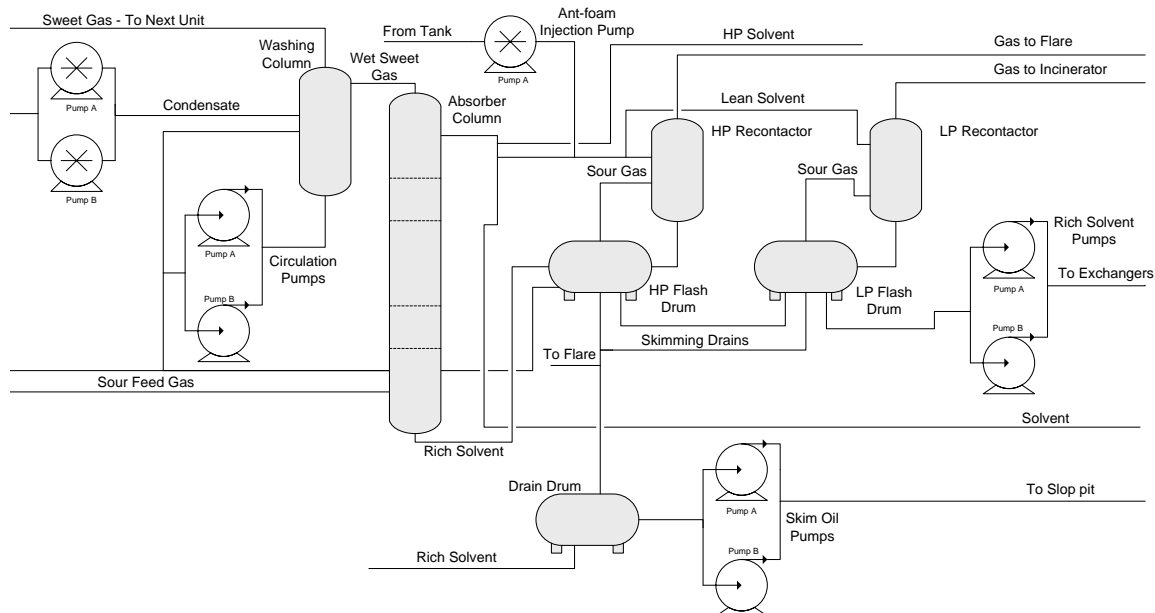 Sweet Gas - To Next Unit
Washing
Column
Wet Sweet
Gas
From Tank
Ant-foam
Injection Pump
Pump A
HP Solvent
Gas to Flare
Gas to Incinerator
Pump A
Condensate
Pump B
Absorber
Column
Lean Solvent
HP Recontactor
LP Recontactor
Sour Gas
Sour Gas
Pump A
Circulation
Pumps
Pump B
Rich Solvent
Pumps
Pump A
To Exchangers
HP Flash
Drum
LP Flash
Drum
Pump B
Skimming Drains
To Flare
Sour Feed Gas
Solvent
Rich Solvent
Drain Drum
Pump A
To Slop pit
Skim Oil
Pumps
Pump B
Rich Solvent